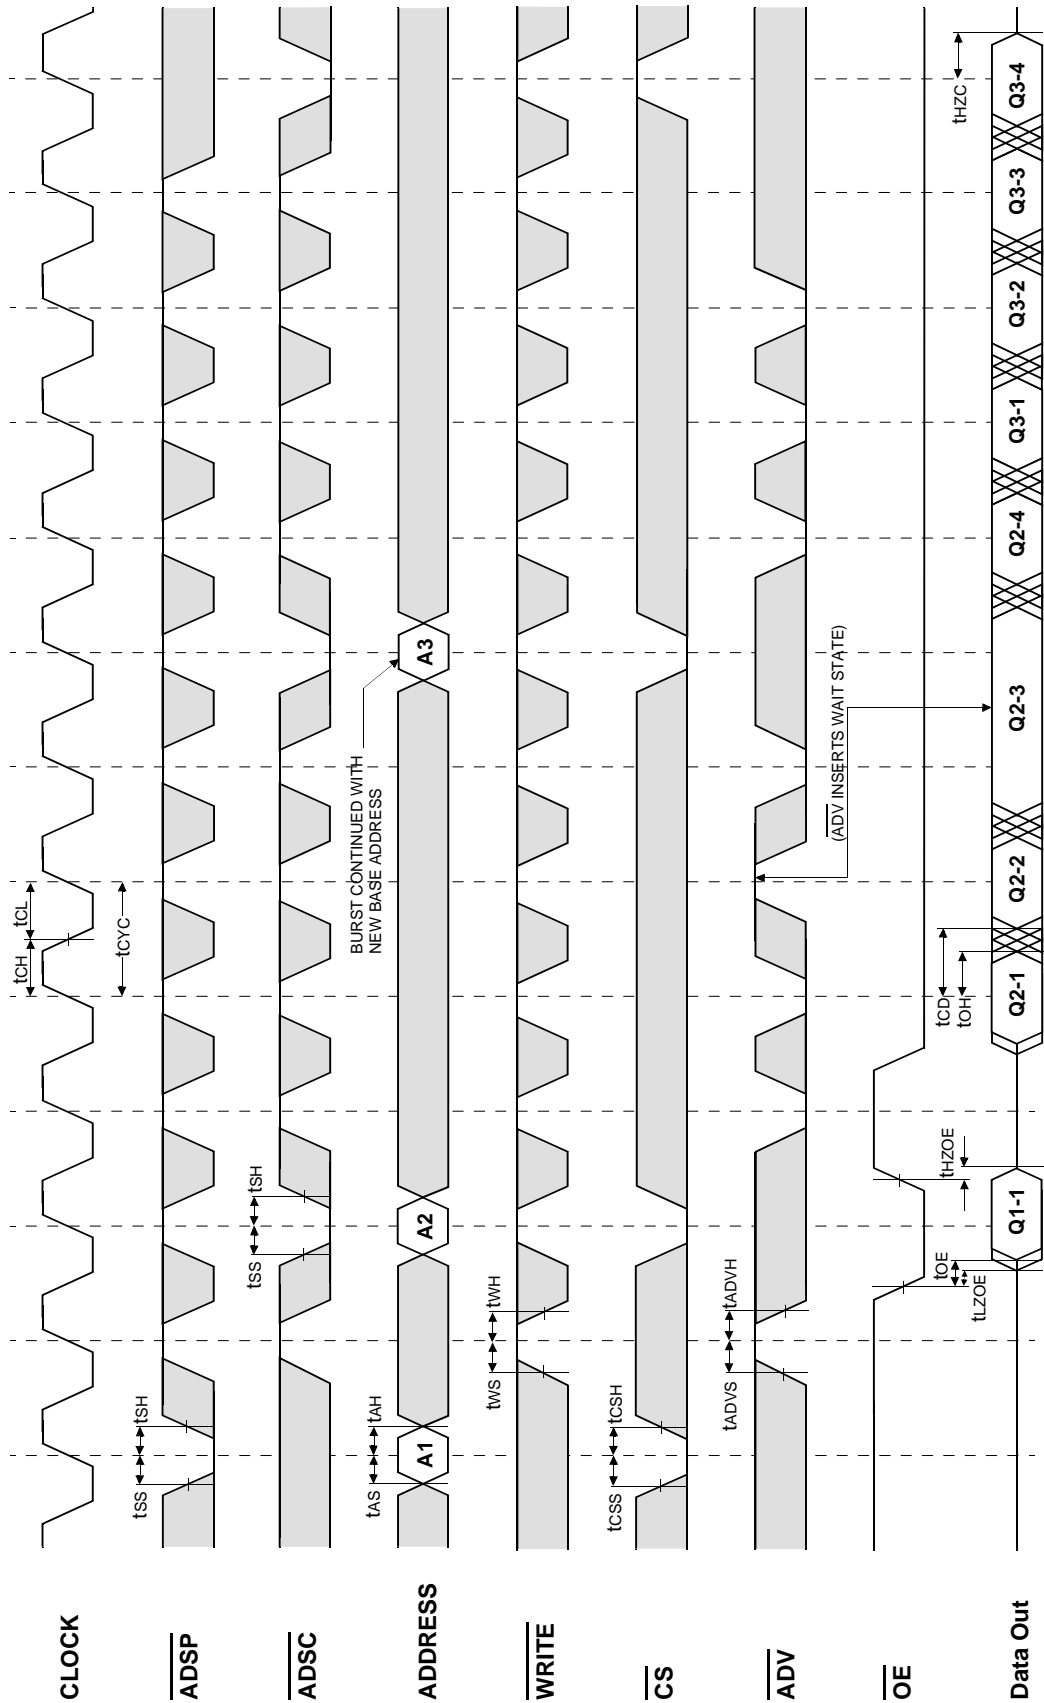 CLOCK
tCH
tCL
tCYC
ADSP
tSS
tSH
ADSC
tSS
tSH
ADDRESS
tAS
tAH
A1
A2
A3
BURST CONTINUED WITH
NEW BASE ADDRESS
WRITE
tWS
tWH
CS
tCSS
tCSH
ADV
tADVS
tADVH
(ADV INSERTS WAIT STATE)
OE
tOE
tLZOE
tHZOE
tCD
tOH
tHZC
Data Out
Q1-1
Q2-1
Q2-2
Q2-3
Q2-4
Q3-1
Q3-2
Q3-3
Q3-4